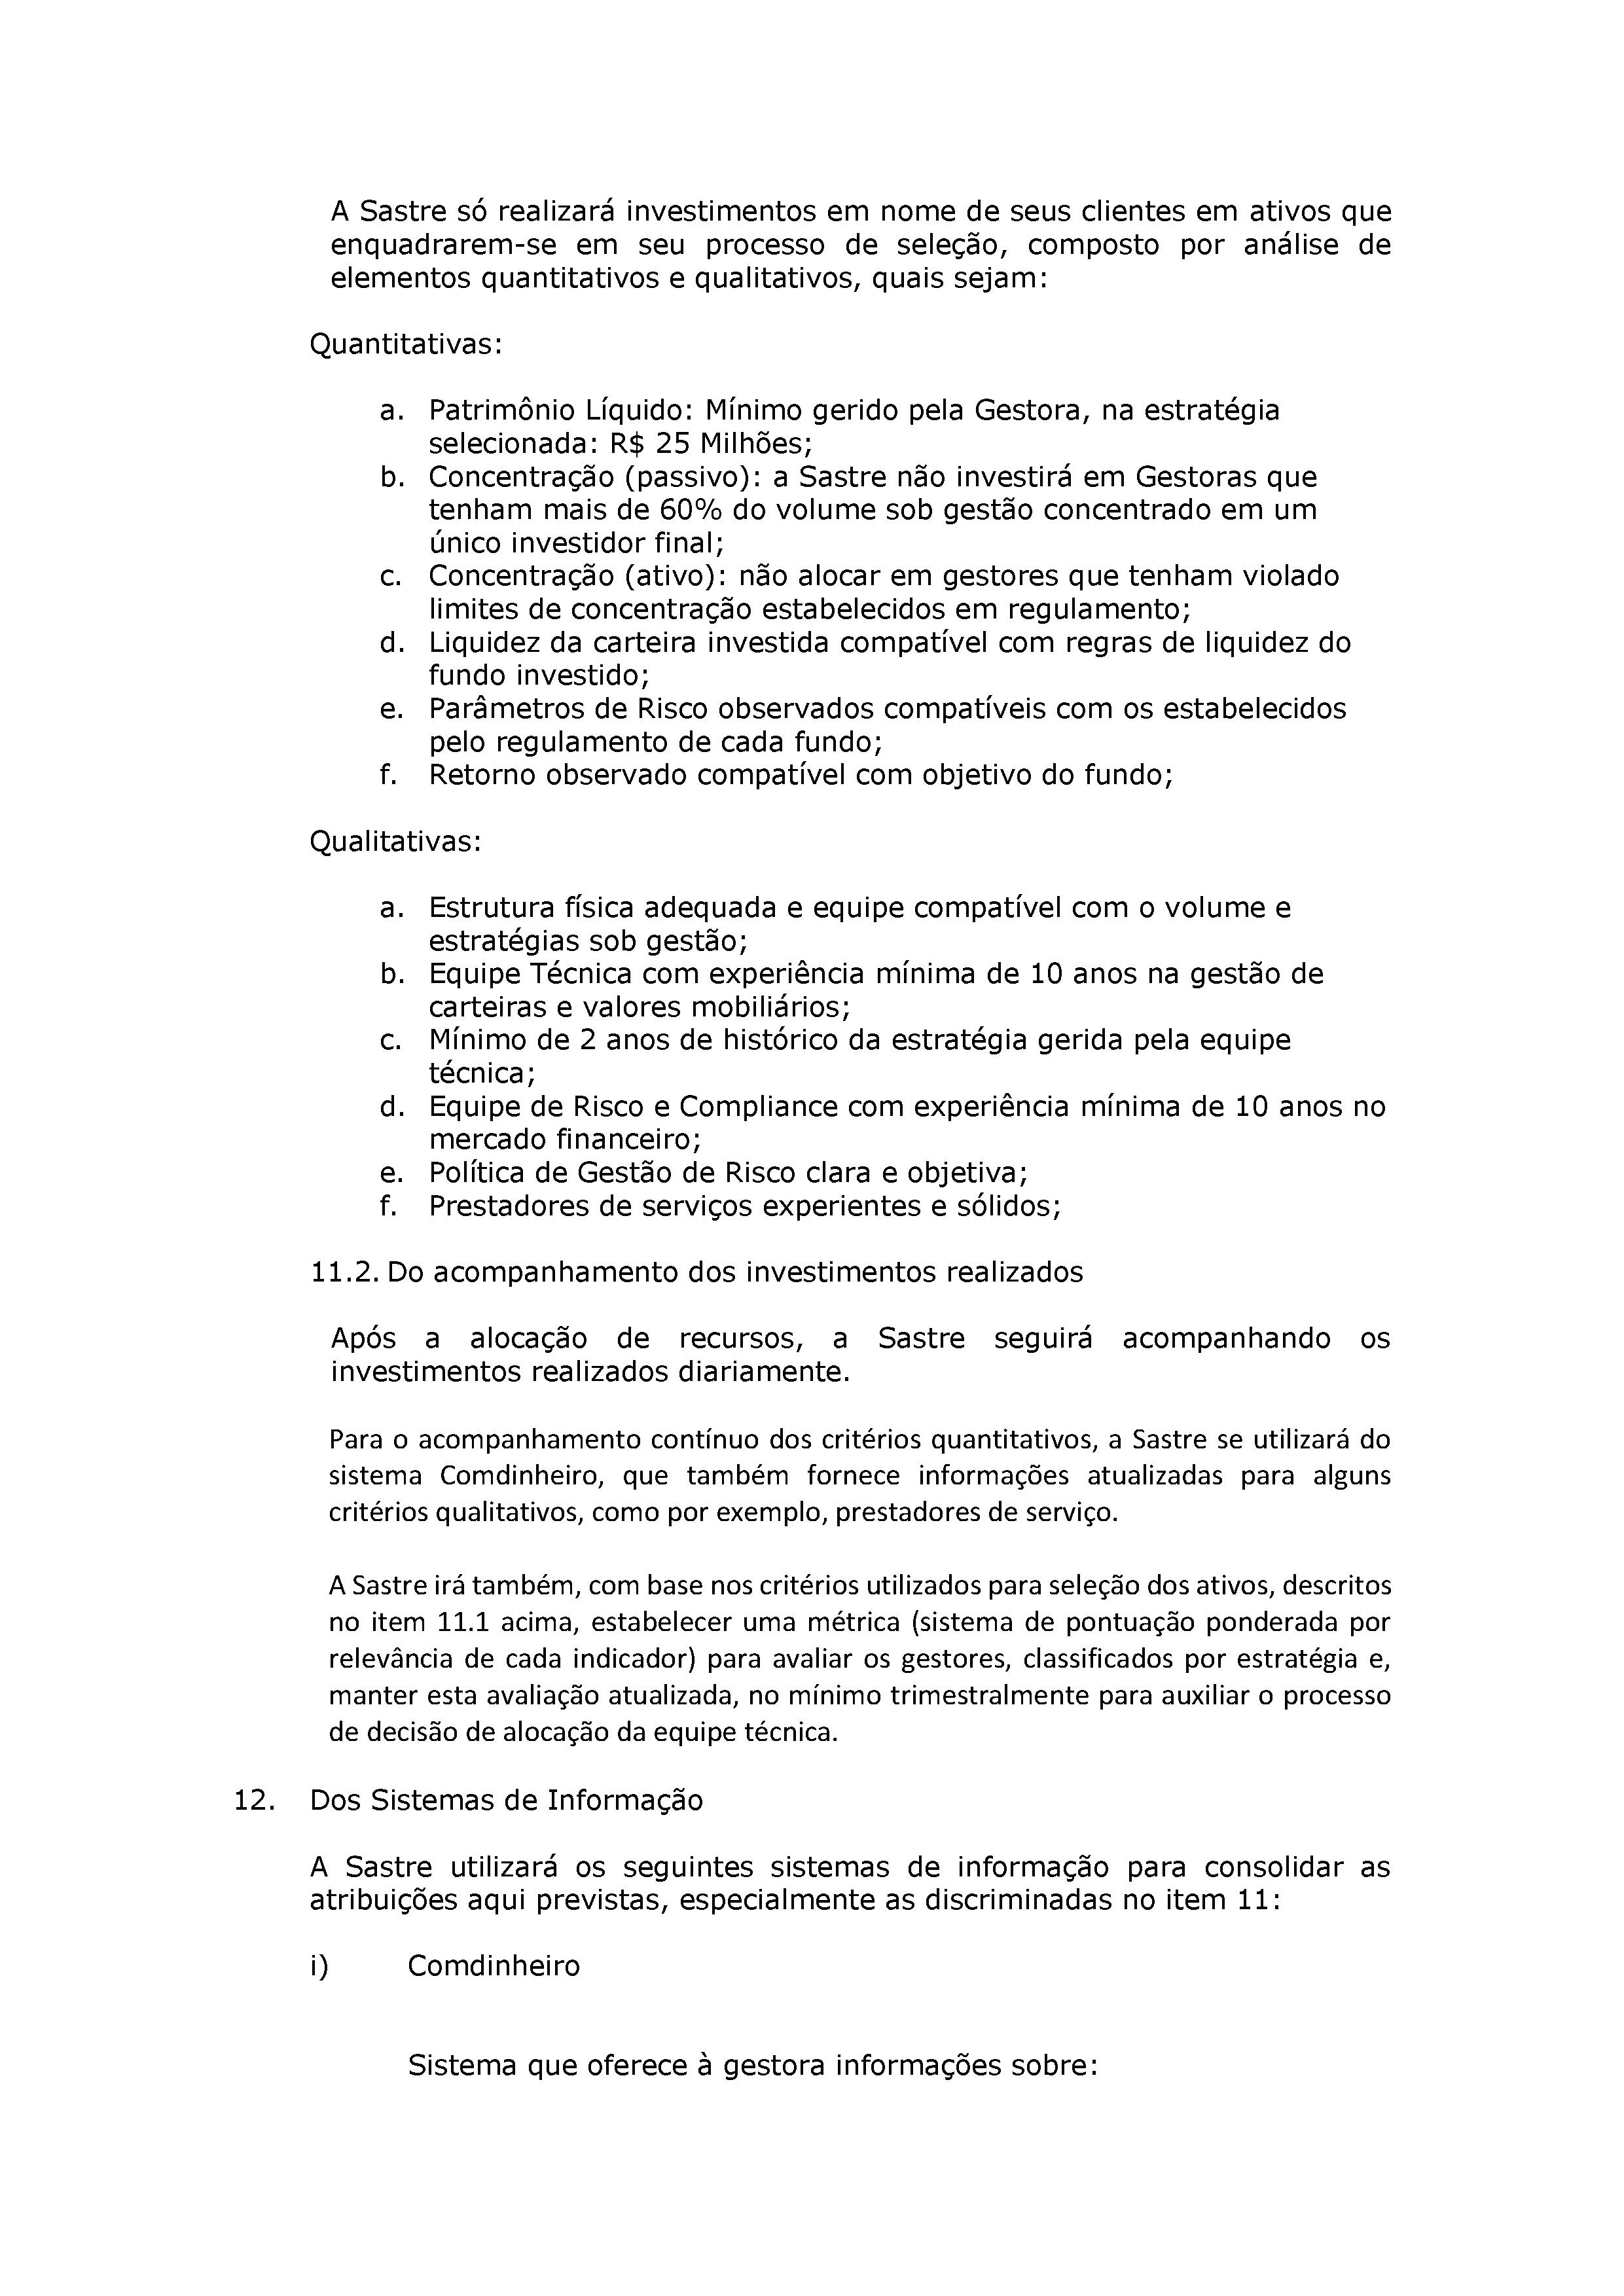 A Sastre só realizará investimentos em nome de seus clientes em ativos que
enquadrarem-se em seu processo de seleção, composto por análise de
elementos quantitativos e qualitativos, quais sejam:
Quantitativas:
a. Patrimônio Líquido: Mínimo gerido pela Gestora, na estratégia
selecionada: R$ 25 Milhões;
b. Concentração (passivo): a Sastre não investirá em Gestoras que
tenham mais de 60% do volume sob gestão concentrado em um
único investidor final;
c. Concentração (ativo): não alocar em gestores que tenham violado
limites de concentração estabelecidos em regulamento;
d. Liquidez da carteira investida compatível com regras de liquidez do
fundo investido;
e. Parâmetros de Risco observados compatíveis com os estabelecidos
pelo regulamento de cada fundo;
f. Retorno observado compatível com objetivo do fundo;
Qualitativas:
a. Estrutura física adequada e equipe compatível com o volume e
estratégias sob gestão;
b. Equipe Técnica com experiência mínima de 10 anos na gestão de
carteiras e valores mobiliários;
c. Mínimo de 2 anos de histórico da estratégia gerida pela equipe
técnica;
d. Equipe de Risco e Compliance com experiência mínima de 10 anos no
mercado financeiro;
e. Política de Gestão de Risco clara e objetiva;
f. Prestadores de serviços experientes e sólidos;
11.2. Do acompanhamento dos investimentos realizados
Após a alocação de recursos, a Sastre seguirá acompanhando os
investimentos realizados diariamente.
Para o acompanhamento contínuo dos critérios quantitativos, a Sastre se utilizará do
sistema Comdinheiro, que também fornece informações atualizadas para alguns
critérios qualitativos, como por exemplo, prestadores de serviço.
A Sastre irá também, com base nos critérios utilizados para seleção dos ativos, descritos
no item 11.1 acima, estabelecer uma métrica (sistema de pontuação ponderada por
relevância de cada indicador) para avaliar os gestores, classificados por estratégia e,
manter esta avaliação atualizada, no mínimo trimestralmente para auxiliar o processo
de decisão de alocação da equipe técnica.
12. Dos Sistemas de Informação
A Sastre utilizará os seguintes sistemas de informação para consolidar as
atribuições aqui previstas, especialmente as discriminadas no item 11:
i) Comdinheiro
Sistema que oferece à gestora informações sobre: